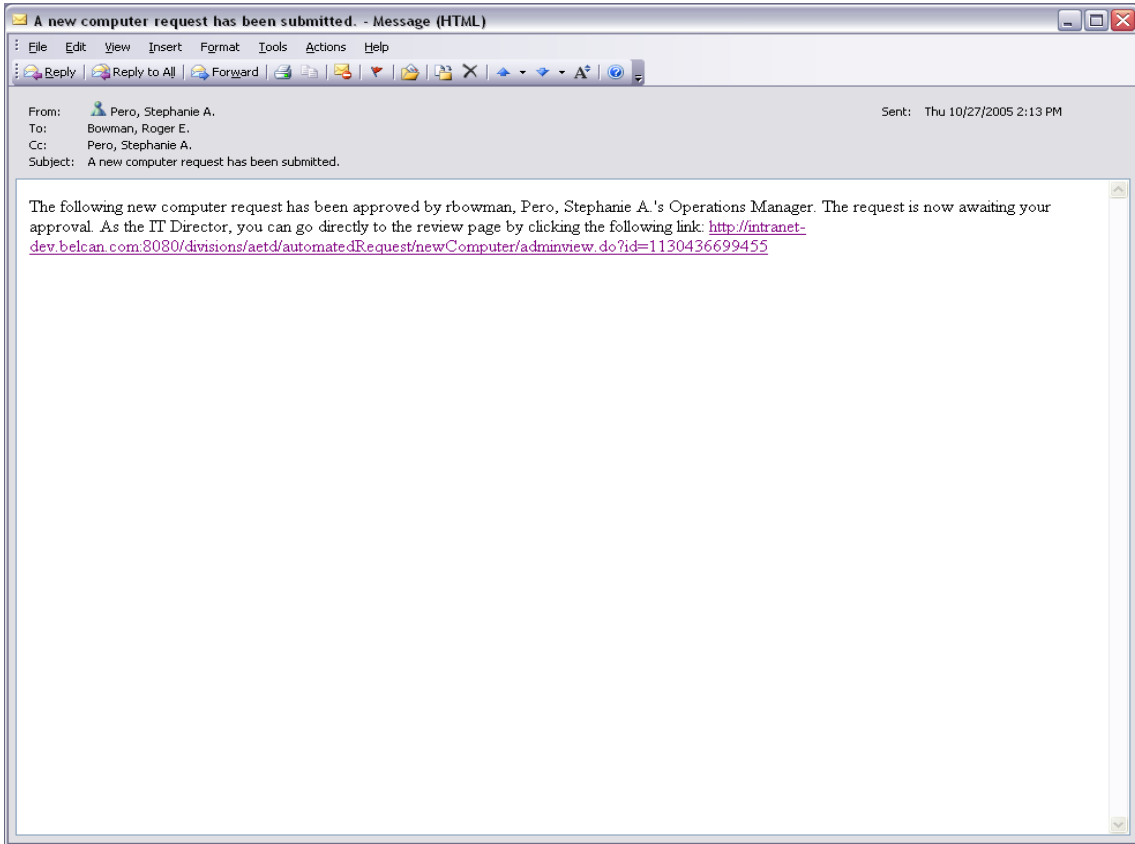 A new computer request has been submitted. - Message (HTML)
File Edit View Insert Format Tools Actions Help
Reply Reply to All Forward
From: Pero, Stephanie A. Sent: Thu 10/27/2005 2:13 PM
To: Bowman, Roger E.
Cc: Pero, Stephanie A.
Subject: A new computer request has been submitted.
The following new computer request has been approved by rbowman, Pero, Stephanie A.'s Operations Manager. The request is now awaiting your
approval. As the IT Director, you can go directly to the review page by clicking the following link: http://intranet-
dev.belcan.com:8080/divisions/aetd/automatedRequest/newComputer/adminview.do?id=1130436699455